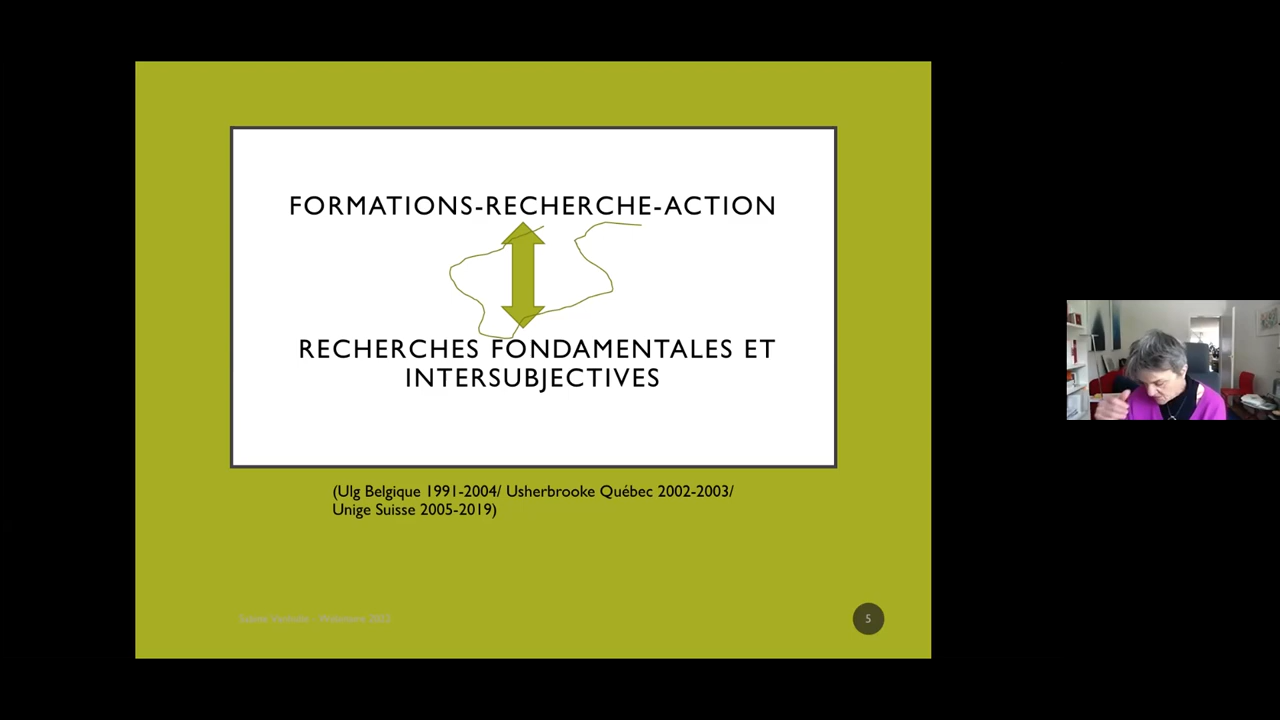 FORMATIONS-RECHERCHE-ACTION
RECHERCHES FONDAMENTALES ET
INTERSUBJECTIVES
(Ulg Belgique 1991-2004/ Usherbrooke Québec 2002-2003/
Unige Suisse 2005-2019)
5